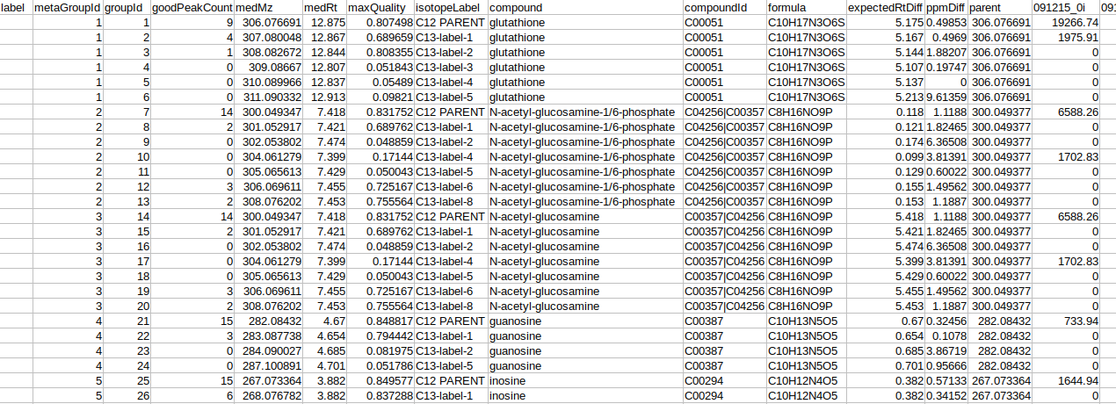 label metaGroupId groupId goodPeakCount medMz medRt maxQuality isotopeLabel compound compoundId formula expectedRtDiff ppmDiff parent 091215_0i 091
1 1 9 306.076691 12.875 0.807498 C12 PARENT glutathione C00051 C10H17N3O6S 5.175 0.49853 306.076691 19266.74
1 2 4 307.080048 12.867 0.689659 C13-label-1 glutathione C00051 C10H17N3O6S 5.167 0.4969 306.076691 1975.91
1 3 1 308.082672 12.844 0.808355 C13-label-2 glutathione C00051 C10H17N3O6S 5.144 1.88207 306.076691 0
1 4 0 309.08667 12.807 0.051843 C13-label-3 glutathione C00051 C10H17N3O6S 5.107 0.19747 306.076691 0
1 5 0 310.089966 12.837 0.05489 C13-label-4 glutathione C00051 C10H17N3O6S 5.137 0 306.076691 0
1 6 0 311.090332 12.913 0.09821 C13-label-5 glutathione C00051 C10H17N3O6S 5.213 9.61359 306.076691 0
2 7 14 300.049347 7.418 0.831752 C12 PARENT N-acetyl-glucosamine-1/6-phosphate C04256|C00357 C8H16NO9P 0.118 1.1188 300.049377 6588.26
2 8 2 301.052917 7.421 0.689762 C13-label-1 N-acetyl-glucosamine-1/6-phosphate C04256|C00357 C8H16NO9P 0.121 1.82465 300.049377 0
2 9 0 302.053802 7.474 0.048859 C13-label-2 N-acetyl-glucosamine-1/6-phosphate C04256|C00357 C8H16NO9P 0.174 6.36508 300.049377 0
2 10 0 304.061279 7.399 0.17144 C13-label-4 N-acetyl-glucosamine-1/6-phosphate C04256|C00357 C8H16NO9P 0.099 3.81391 300.049377 1702.83
2 11 0 305.065613 7.429 0.050043 C13-label-5 N-acetyl-glucosamine-1/6-phosphate C04256|C00357 C8H16NO9P 0.129 0.60022 300.049377 0
2 12 3 306.069611 7.455 0.725167 C13-label-6 N-acetyl-glucosamine-1/6-phosphate C04256|C00357 C8H16NO9P 0.155 1.49562 300.049377 0
2 13 2 308.076202 7.453 0.755564 C13-label-8 N-acetyl-glucosamine-1/6-phosphate C04256|C00357 C8H16NO9P 0.153 1.1887 300.049377 0
3 14 14 300.049347 7.418 0.831752 C12 PARENT N-acetyl-glucosamine C00357|C04256 C8H16NO9P 5.418 1.1188 300.049377 6588.26
3 15 2 301.052917 7.421 0.689762 C13-label-1 N-acetyl-glucosamine C00357|C04256 C8H16NO9P 5.421 1.82465 300.049377 0
3 16 0 302.053802 7.474 0.048859 C13-label-2 N-acetyl-glucosamine C00357|C04256 C8H16NO9P 5.474 6.36508 300.049377 0
3 17 0 304.061279 7.399 0.17144 C13-label-4 N-acetyl-glucosamine C00357|C04256 C8H16NO9P 5.399 3.81391 300.049377 1702.83
3 18 0 305.065613 7.429 0.050043 C13-label-5 N-acetyl-glucosamine C00357|C04256 C8H16NO9P 5.429 0.60022 300.049377 0
3 19 3 306.069611 7.455 0.725167 C13-label-6 N-acetyl-glucosamine C00357|C04256 C8H16NO9P 5.455 1.49562 300.049377 0
3 20 2 308.076202 7.453 0.755564 C13-label-8 N-acetyl-glucosamine C00357|C04256 C8H16NO9P 5.453 1.1887 300.049377 0
4 21 15 282.08432 4.67 0.848817 C12 PARENT guanosine C00387 C10H13N5O5 0.67 0.32456 282.08432 733.94
4 22 3 283.087738 4.654 0.794442 C13-label-1 guanosine C00387 C10H13N5O5 0.654 0.1078 282.08432 0
4 23 0 284.090027 4.685 0.081975 C13-label-2 guanosine C00387 C10H13N5O5 0.685 3.86719 282.08432 0
4 24 0 287.100891 4.701 0.051786 C13-label-5 guanosine C00387 C10H13N5O5 0.701 0.95666 282.08432 0
5 25 15 267.073364 3.882 0.849577 C12 PARENT inosine C00294 C10H12N4O5 0.382 0.57133 267.073364 1644.94
5 26 6 268.076782 3.882 0.837288 C13-label-1 inosine C00294 C10H12N4O5 0.382 0.34152 267.073364 0